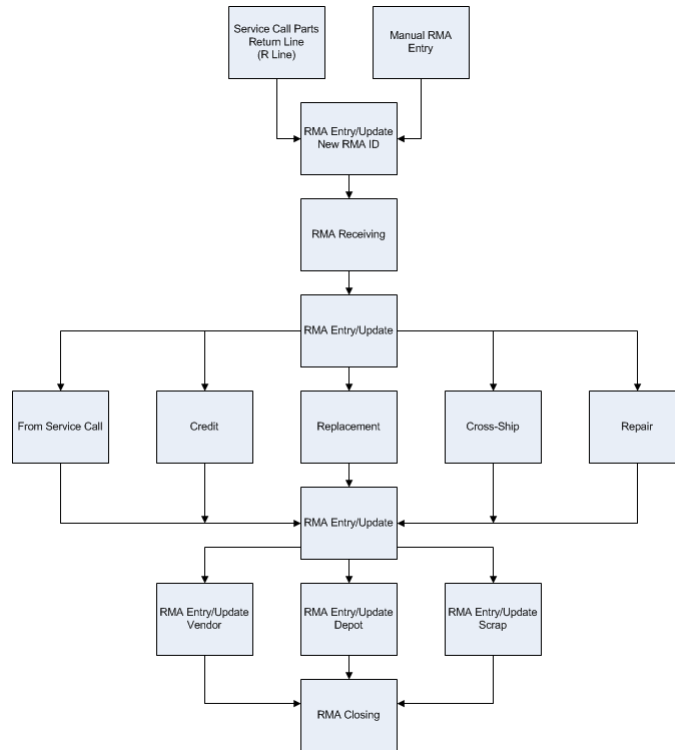 Service Call Parts
Return Line
(R Line)
Manual RMA
Entry
RMA Entry/Update
New RMA ID
RMA Receiving
RMA Entry/Update
From Service Call
Credit
Replacement
Cross-Ship
Repair
RMA Entry/Update
RMA Entry/Update
Vendor
RMA Entry/Update
Depot
RMA Entry/Update
Scrap
RMA Closing